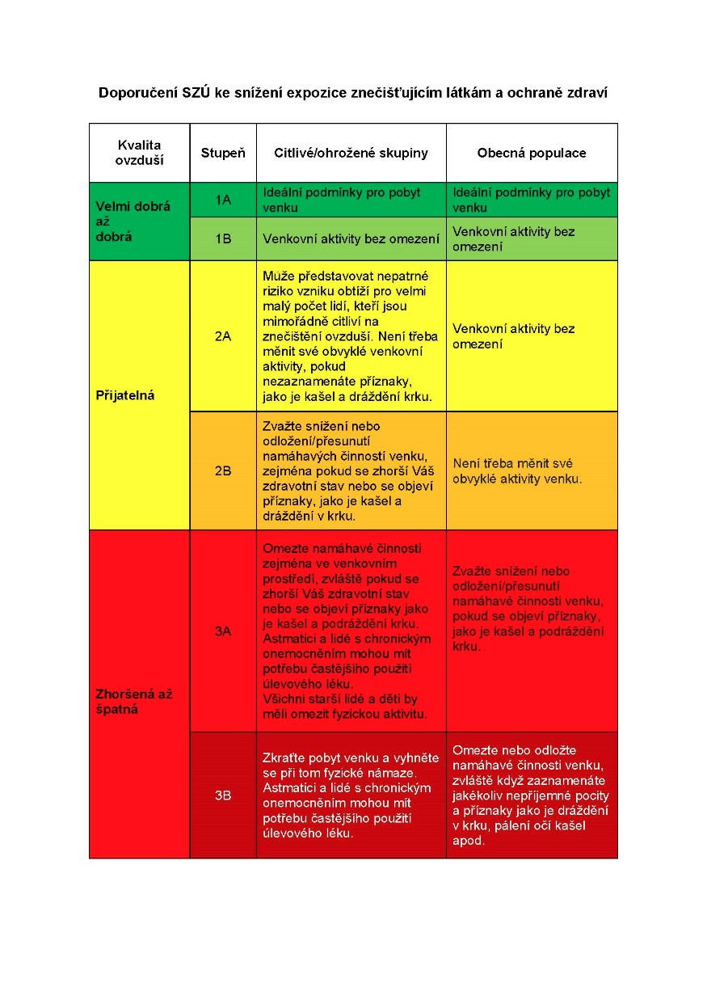 Doporučení SZÚ ke snížení expozice znečišťujícím látkám a ochraně zdraví
Kvalita
ovzduší
Stupeň
Citlivé/ohrožené skupiny
Obecná populace
Velmi dobrá
až
dobrá
1A
Ideální podmínky pro pobyt
venku
Ideální podmínky pro pobyt
venku
1B
Venkovní aktivity bez omezení
Venkovní aktivity bez
omezení
Přijatelná
2A
Může představovat nepatrné
riziko vzniku obtíží pro velmi
malý počet lidí, kteří jsou
mimořádně citliví na
znečištění ovzduší. Není třeba
měnit své obvyklé venkovní
aktivity, pokud
nezaznamenáte příznaky,
jako je kašel a dráždění krku.
Venkovní aktivity bez
omezení
2B
Zvažte snížení nebo
odložení/přesunutí
namáhavých činností venku,
zejména pokud se zhorší Váš
zdravotní stav nebo se objeví
příznaky, jako je kašel a
dráždění v krku.
Není třeba měnit své
obvyklé aktivity venku.
Zhoršená až
špatná
3A
Omezte namáhavé činnosti
zejména ve venkovním
prostředí, zvláště pokud se
zhorší Váš zdravotní stav
nebo se objeví příznaky jako
je kašel a podráždění krku.
Astmatici a lidé s chronickým
onemocněním mohou mít
potřebu častějšího použití
úlevového léku.
Všichni starší lidé a děti by
měli omezit fyzickou aktivitu.
Zvažte snížení nebo
odložení/přesunutí
namáhavé činnosti venku,
pokud se objeví příznaky,
jako je kašel a podráždění
krku.
3B
Zkraťte pobyt venku a vyhněte
se při tom fyzické námaze.
Astmatici a lidé s chronickým
onemocněním mohou mít
potřebu častějšího použití
úlevového léku.
Omezte nebo odložte
namáhavé činnosti venku,
zvláště když zaznamenáte
jakékoliv nepříjemné pocity
a příznaky jako je dráždění
v krku, pálení očí kašel
apod.